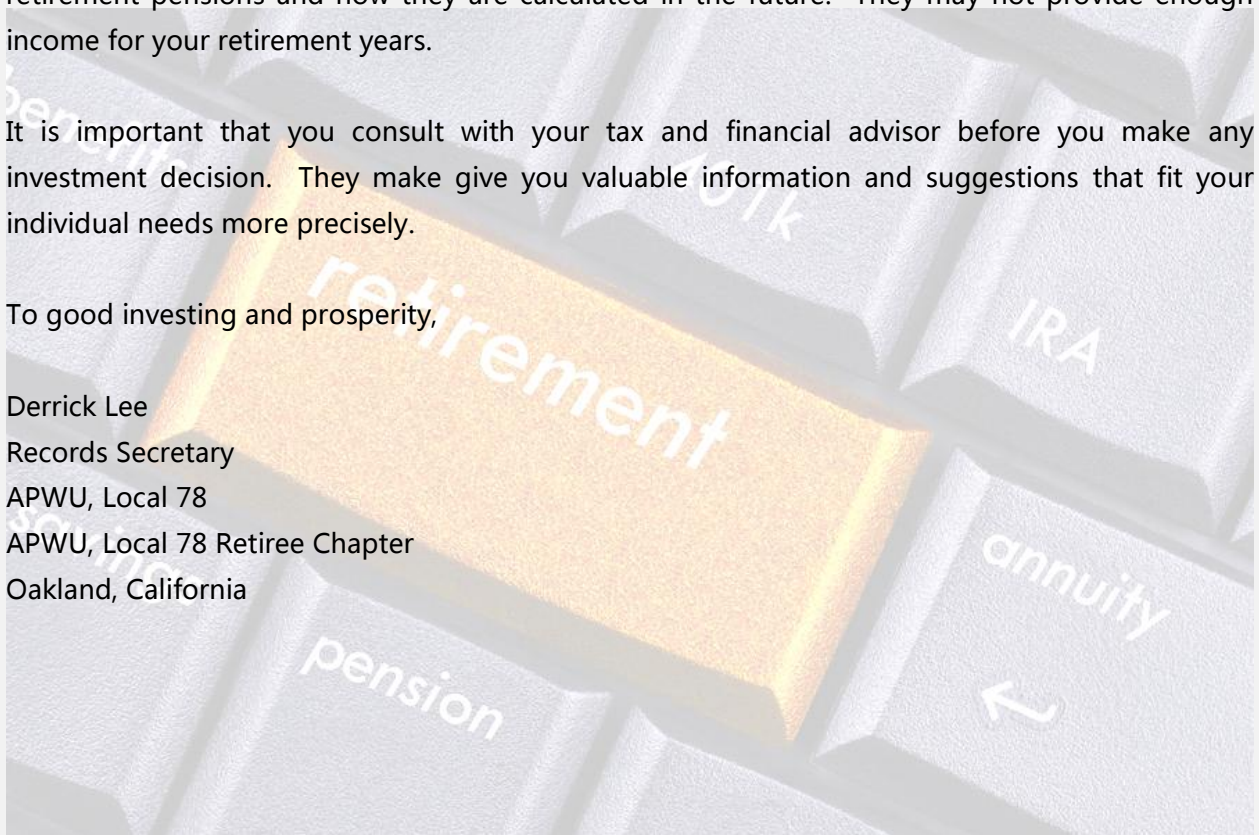 retirement pensions and how they are calculated in the future. They may not provide enough
income for your retirement years.
It is important that you consult with your tax and financial advisor before you make any
investment decision. They make give you valuable information and suggestions that fit your
individual needs more precisely.
To good investing and prosperity,
Derrick Lee
Records Secretary
APWU, Local 78
APWU, Local 78 Retiree Chapter
Oakland, California
benefits
401k
retirement
IRA
savings
annuity
pension